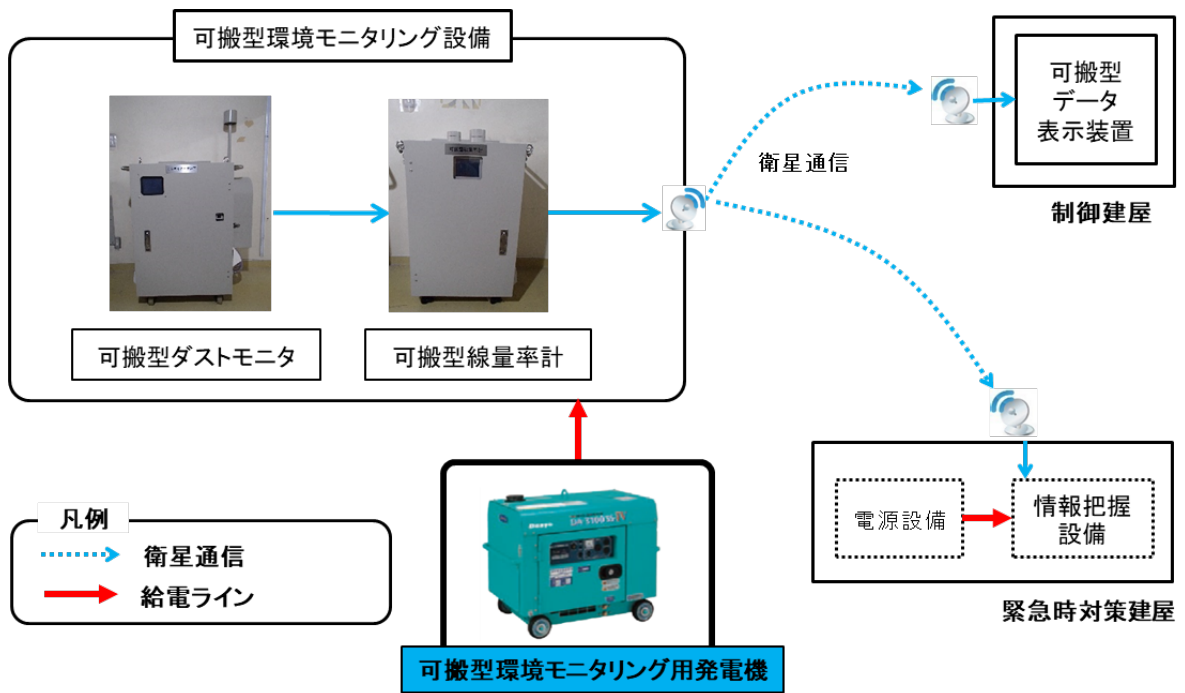 可搬型環境モニタリング設備
可搬型
データ
表示装置
衛星通信
制御建屋
可搬型ダストモニタ
可搬型線量率計
電源設備
情報把握
設備
緊急時対策建屋
凡例
衛星通信
給電ライン
可搬型環境モニタリング用発電機